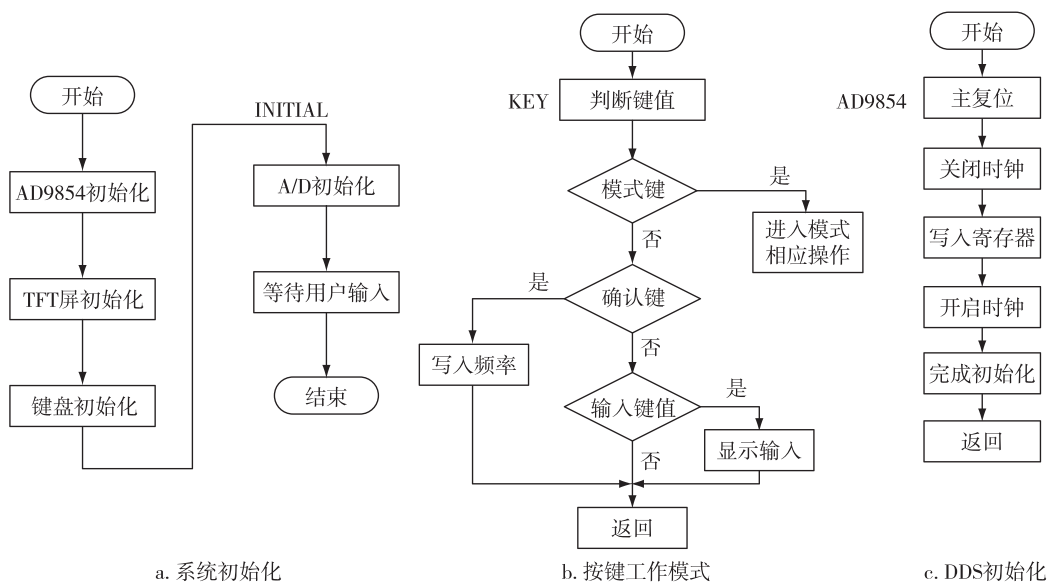 开始
AD9854初始化
TFT屏初始化
键盘初始化
INITIAL
A/D初始化
等待用户输入
结束
a. 系统初始化
开始
KEY
判断键值
模式键
是
进入模式
相应操作
否
确认键
是
写入频率
否
输入键值
是
显示输入
否
返回
b. 按键工作模式
开始
AD9854
主复位
关闭时钟
写入寄存器
开启时钟
完成初始化
返回
c. DDS初始化